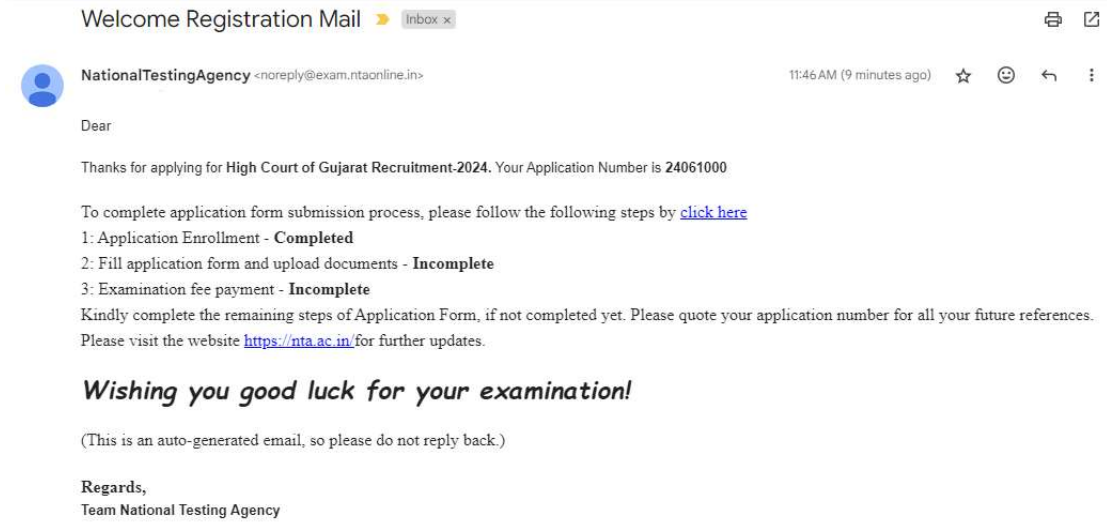 Welcome Registration Mail Inbox ×
NationalTestingAgency <noreply@exam.ntaonline.in> 11:46 AM (9 minutes ago)
Dear
Thanks for applying for High Court of Gujarat Recruitment-2024. Your Application Number is 24061000
To complete application form submission process, please follow the following steps by click here
1: Application Enrollment - Completed
2: Fill application form and upload documents - Incomplete
3: Examination fee payment - Incomplete
Kindly complete the remaining steps of Application Form, if not completed yet. Please quote your application number for all your future references.
Please visit the website https://nta.ac.in/for further updates.
Wishing you good luck for your examination!
(This is an auto-generated email, so please do not reply back.)
Regards,
Team National Testing Agency